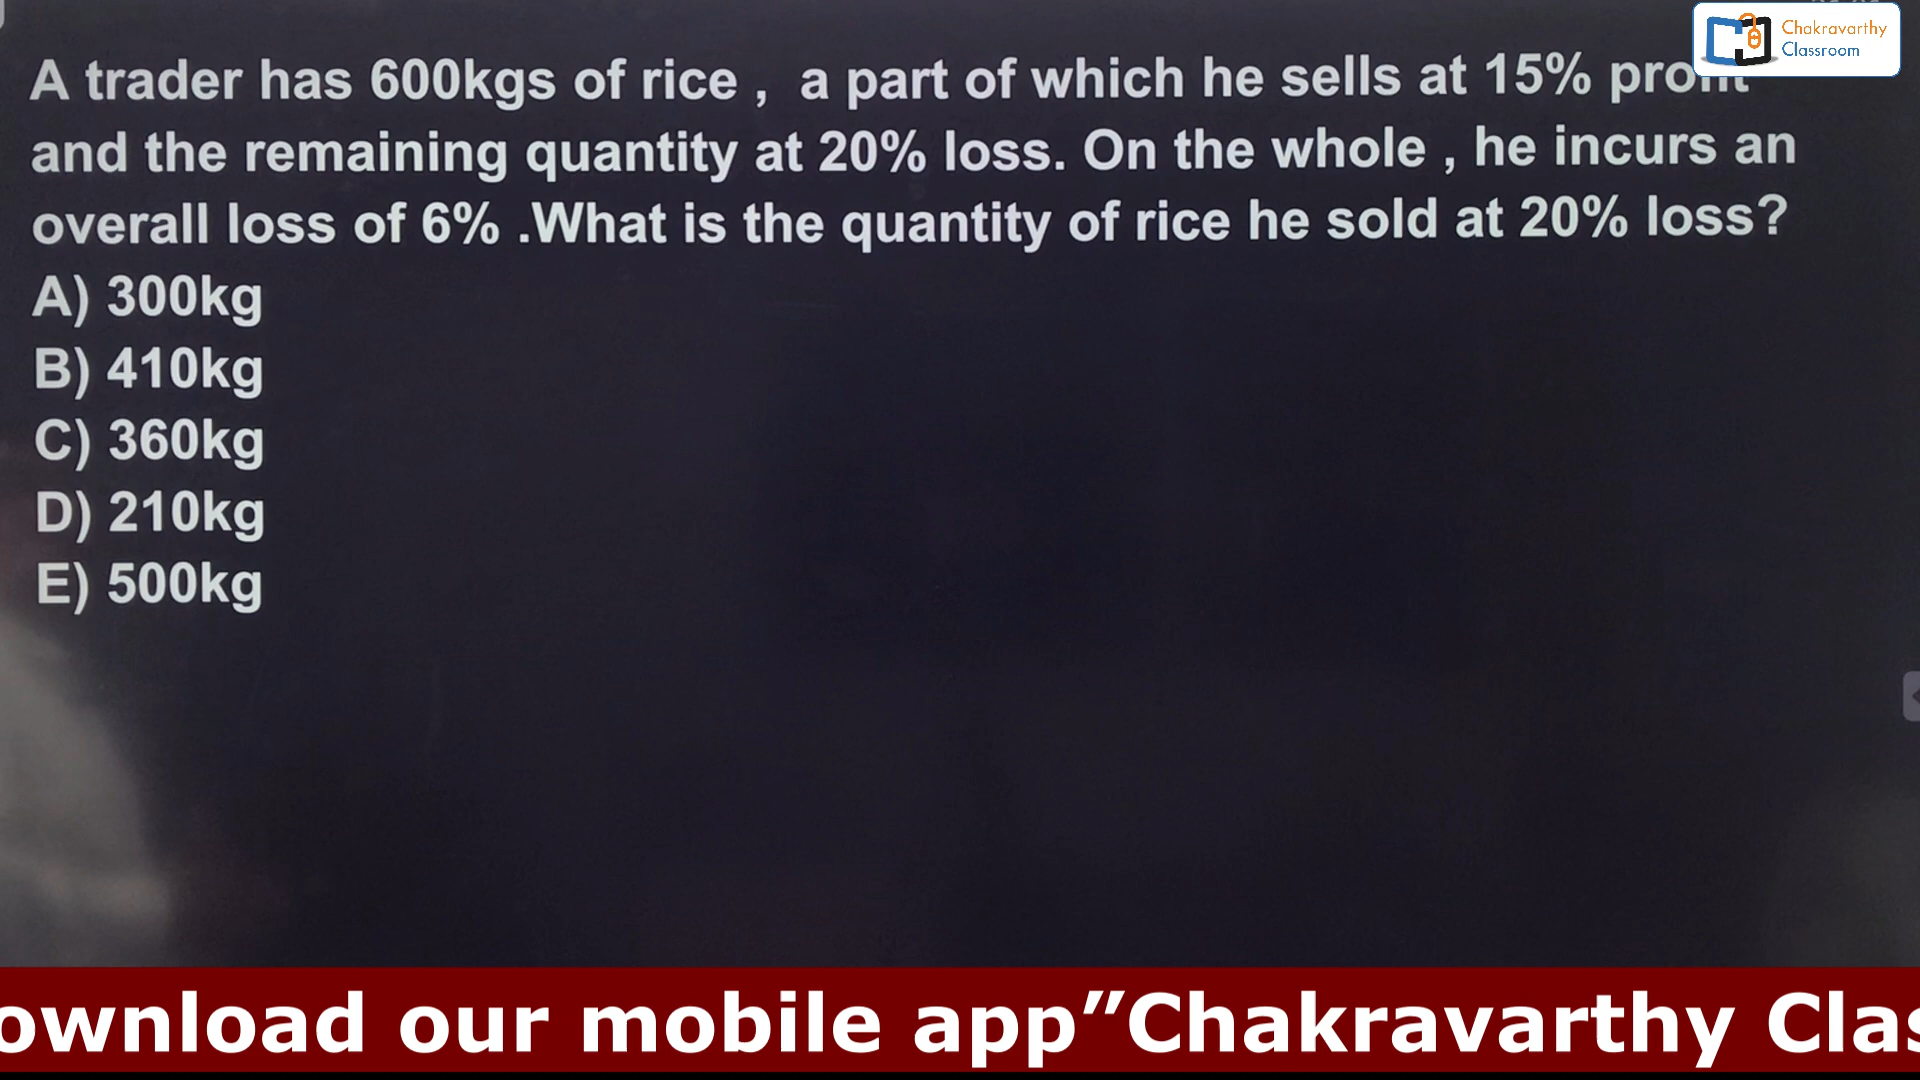 Chakravarthy
Classroom
A trader has 600kgs of rice , a part of which he sells at 15% profit
and the remaining quantity at 20% loss. On the whole , he incurs an
overall loss of 6% .What is the quantity of rice he sold at 20% loss?
A) 300kg
B) 410kg
C) 360kg
D) 210kg
E) 500kg
ownload our mobile app”Chakravarthy Clas